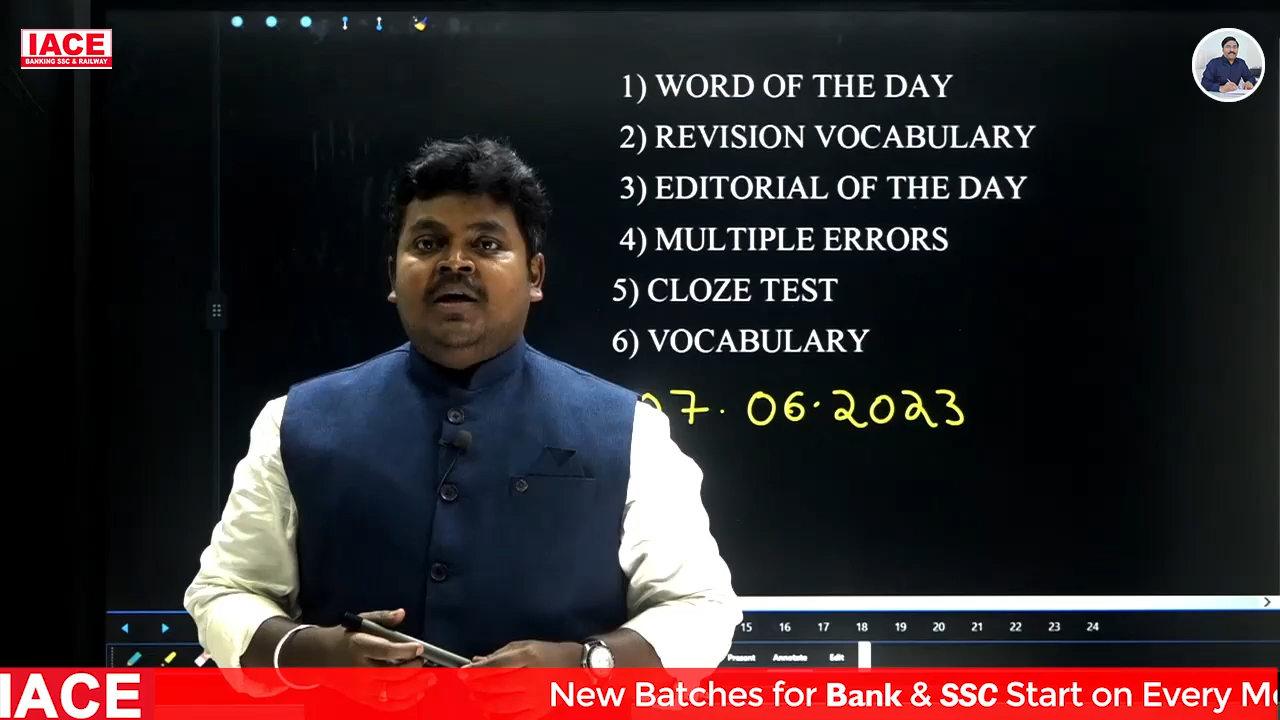 IACE
BANKING SSC & RAILWAY
1) WORD OF THE DAY
2) REVISION VOCABULARY
3) EDITORIAL OF THE DAY
4) MULTIPLE ERRORS
5) CLOZE TEST
6) VOCABULARY
07.06.2023
15 16 17 18 19 20 21 22 23 24
Present Annotate Edit
IACE New Batches for Bank & SSC Start on Every